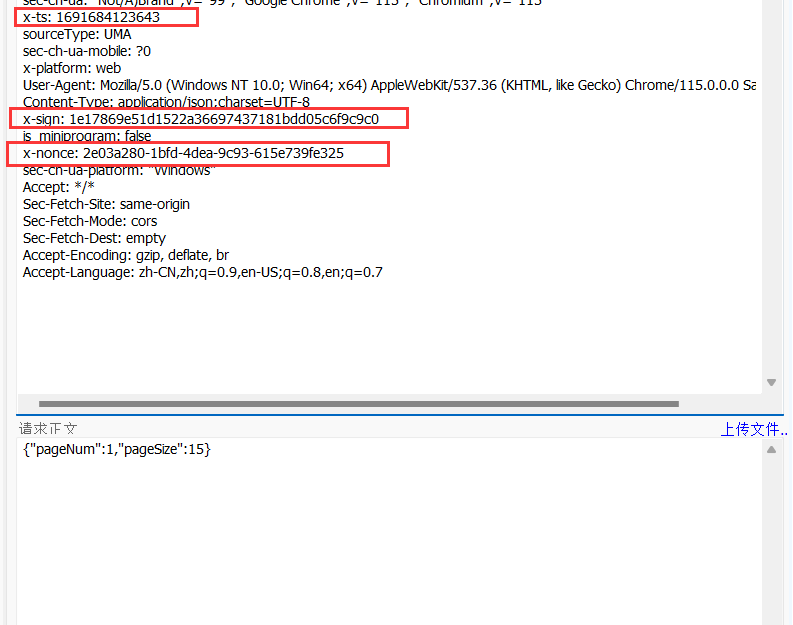 sec-ch-ua: "Not/A)Brand";v="99", "Google Chrome";v="115", "Chromium";v="115"
x-ts: 1691684123643
sourceType: UMA
sec-ch-ua-mobile: ?0
x-platform: web
User-Agent: Mozilla/5.0 (Windows NT 10.0; Win64; x64) AppleWebKit/537.36 (KHTML, like Gecko) Chrome/115.0.0.0 Sa
Content-Type: application/json;charset=UTF-8
x-sign: 1e17869e51d1522a36697437181bdd05c6f9c9c0
is_miniprogram: false
x-nonce: 2e03a280-1bfd-4dea-9c93-615e739fe325
sec-ch-ua-platform: "Windows"
Accept: */*
Sec-Fetch-Site: same-origin
Sec-Fetch-Mode: cors
Sec-Fetch-Dest: empty
Accept-Encoding: gzip, deflate, br
Accept-Language: zh-CN,zh;q=0.9,en-US;q=0.8,en;q=0.7
请求正文
上传文件..
{"pageNum":1,"pageSize":15}